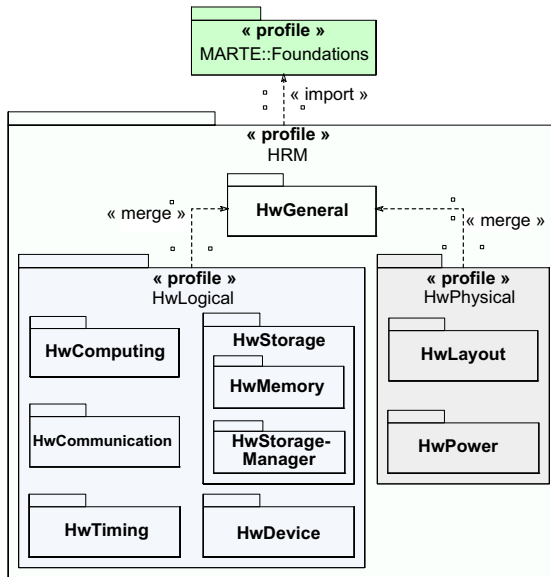 « profile »
MARTE::Foundations
« import »
« profile »
HRM
HwGeneral
« merge »
« merge »
« profile »
HwLogical
« profile »
HwPhysical
HwComputing
HwStorage
HwMemory
HwCommunication
HwStorage-
Manager
HwTiming
HwDevice
HwLayout
HwPower